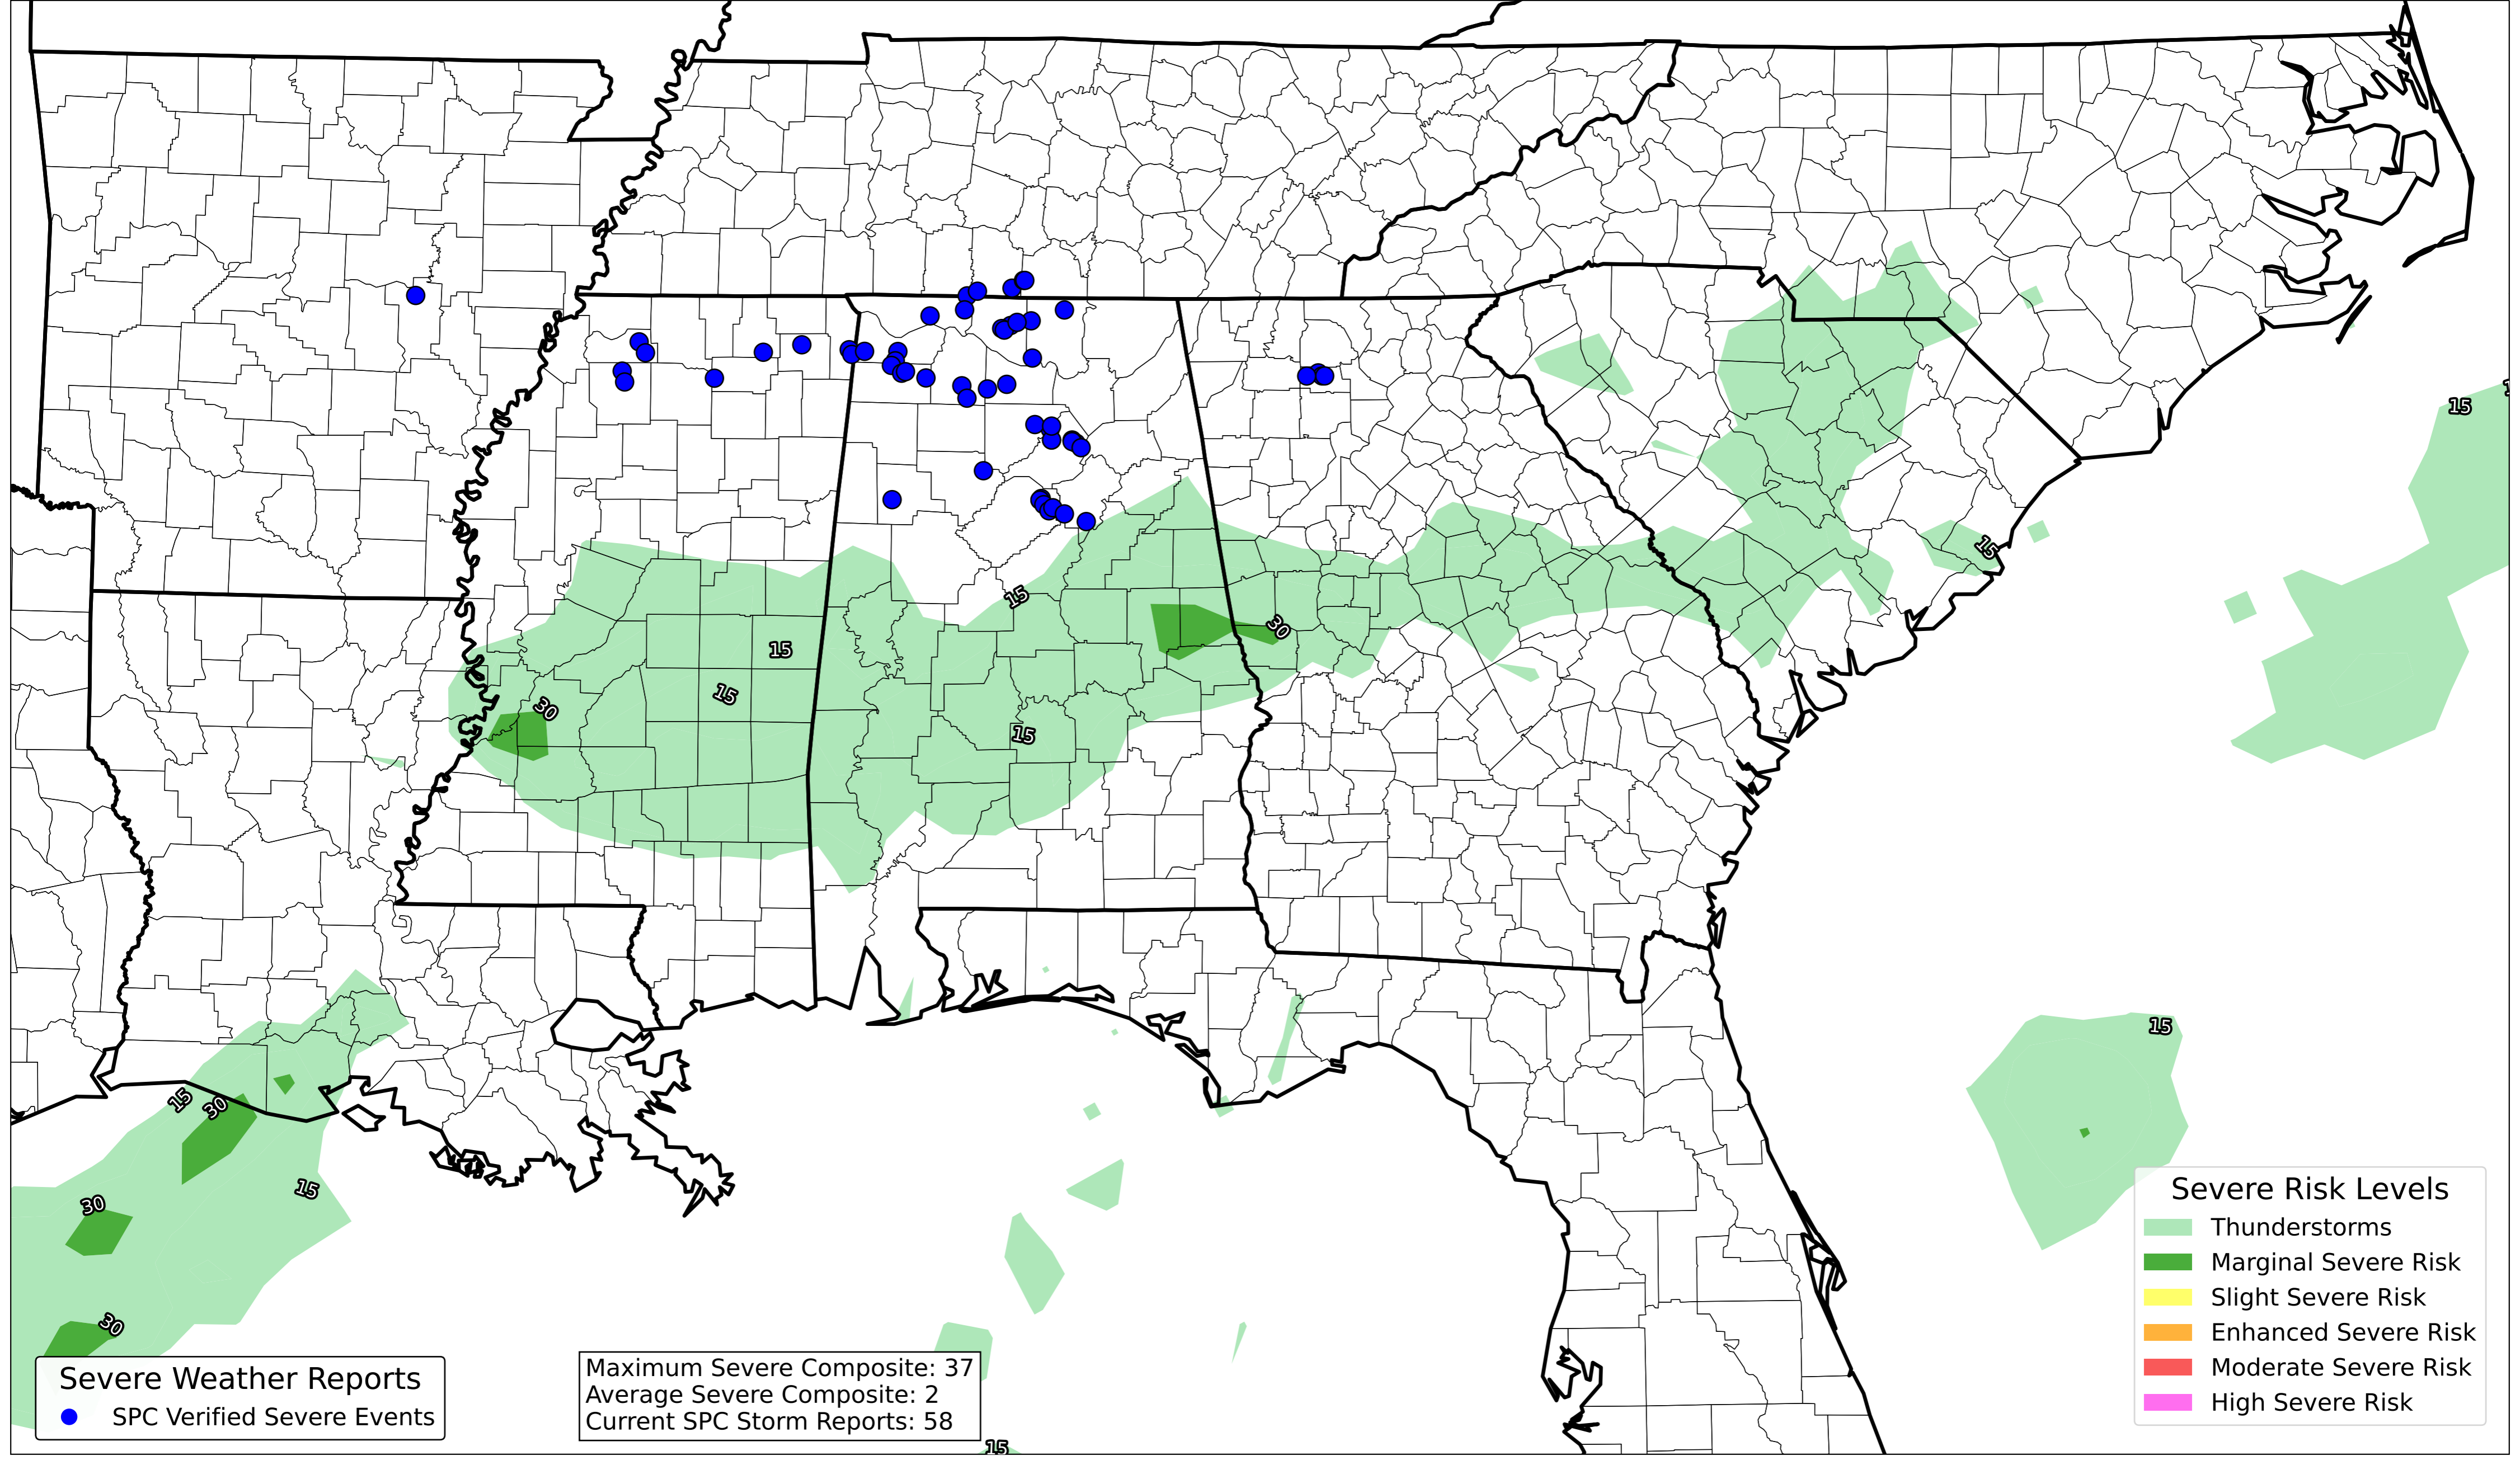 15
15
15
30
15
15
30
15
15
15
30
30
15
30
15
Severe Weather Reports
SPC Verified Severe Events
Maximum Severe Composite: 37
Average Severe Composite: 2
Current SPC Storm Reports: 58
Severe Risk Levels
Thunderstorms
Marginal Severe Risk
Slight Severe Risk
Enhanced Severe Risk
Moderate Severe Risk
High Severe Risk